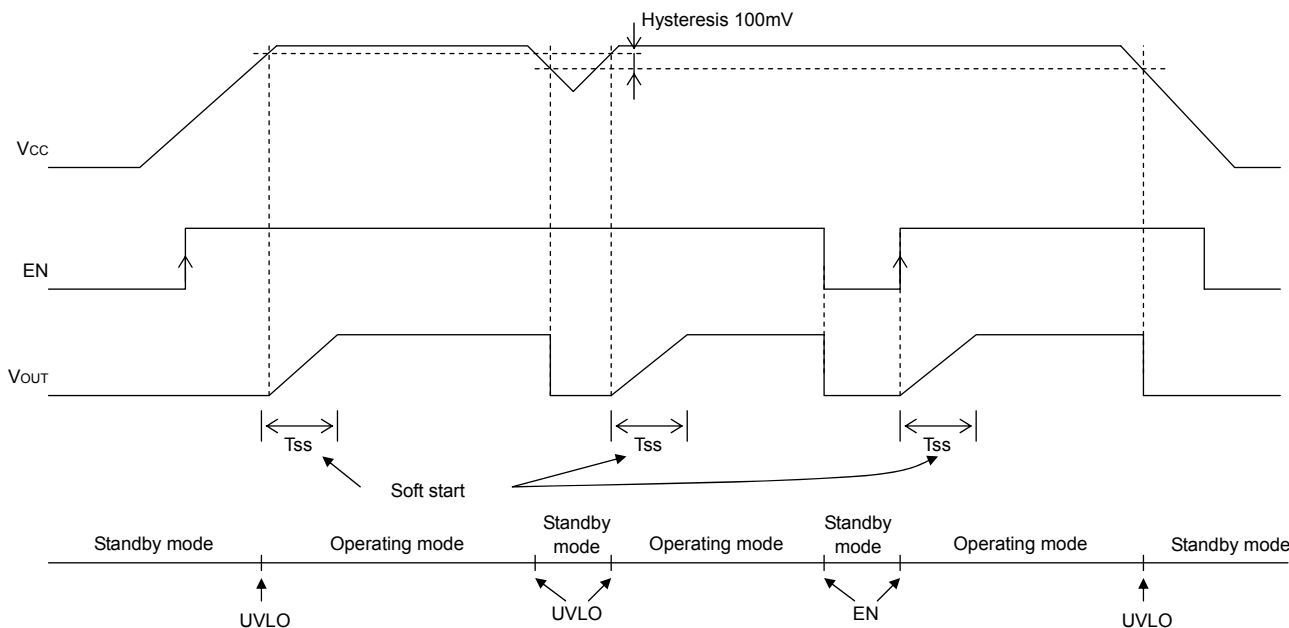 Hysteresis 100mV
VCC
EN
VOUT
Tss
Tss
Tss
Soft start
Standby mode
Operating mode
Standby
mode
Operating mode
Standby
mode
Operating mode
Standby mode
UVLO
UVLO
EN
UVLO